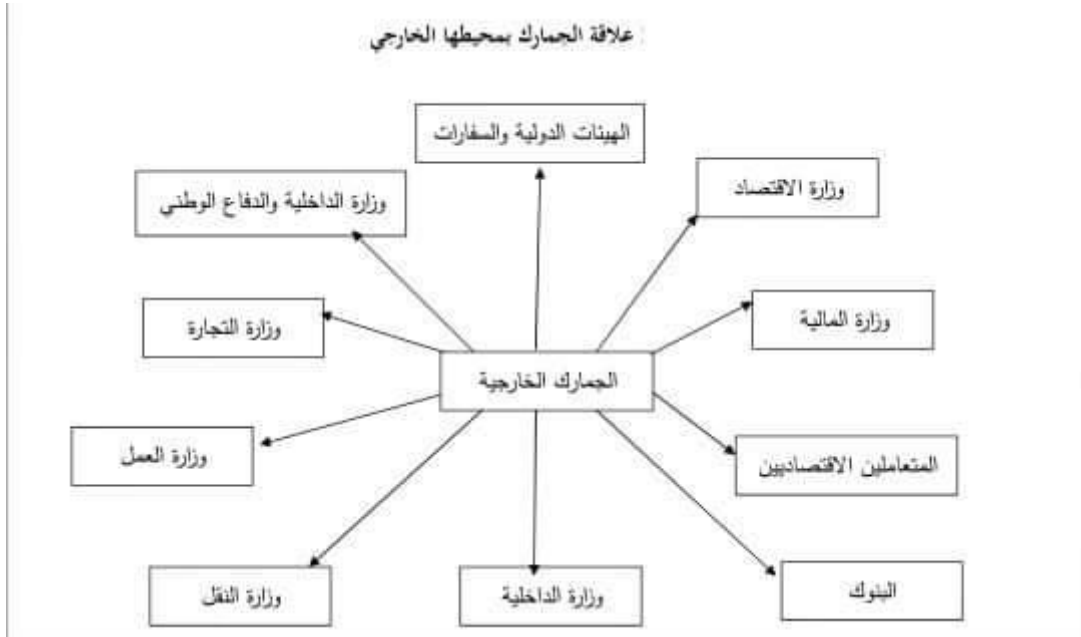 علاقة الجمارك بمحيطها الخارجي
الهيئات الدولية والسفارات
وزارة الاقتصاد
وزارة الداخلية والدفاع الوطني
وزارة المالية
وزارة التجارة
الجمارك الخارجية
المتعاملين الاقتصاديين
وزارة العمل
البنوك
وزارة الداخلية
وزارة النقل